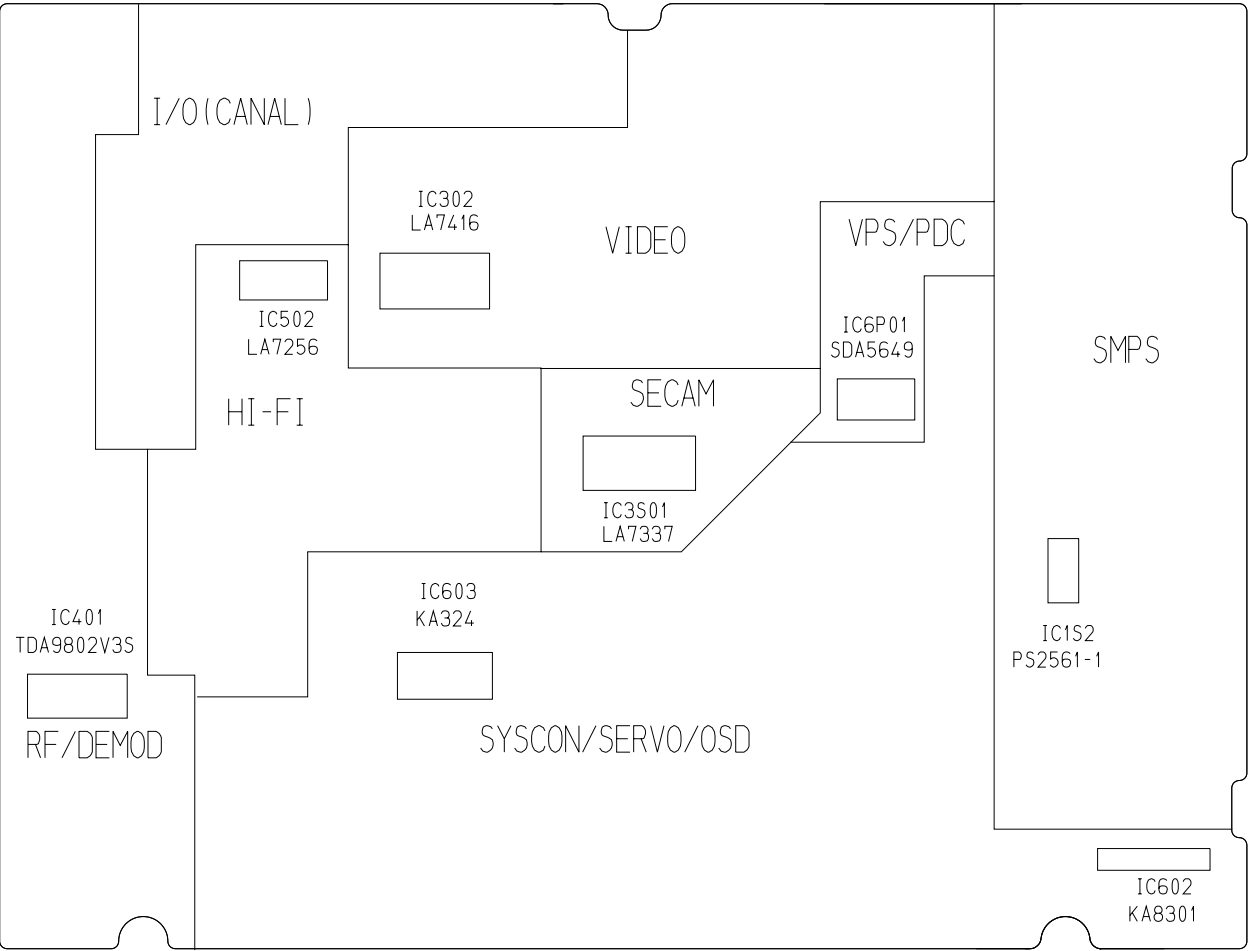 I/O(CANAL)
IC302
LA7416
VIDEO
VPS/PDC
IC502
LA7256
IC6P01
SDA5649
SMPS
HI-FI
SECAM
IC3S01
LA7337
IC603
KA324
IC401
TDA9802V3S
IC1S2
PS2561-1
RF/DEMOD
SYSCON/SERVO/OSD
IC602
KA8301